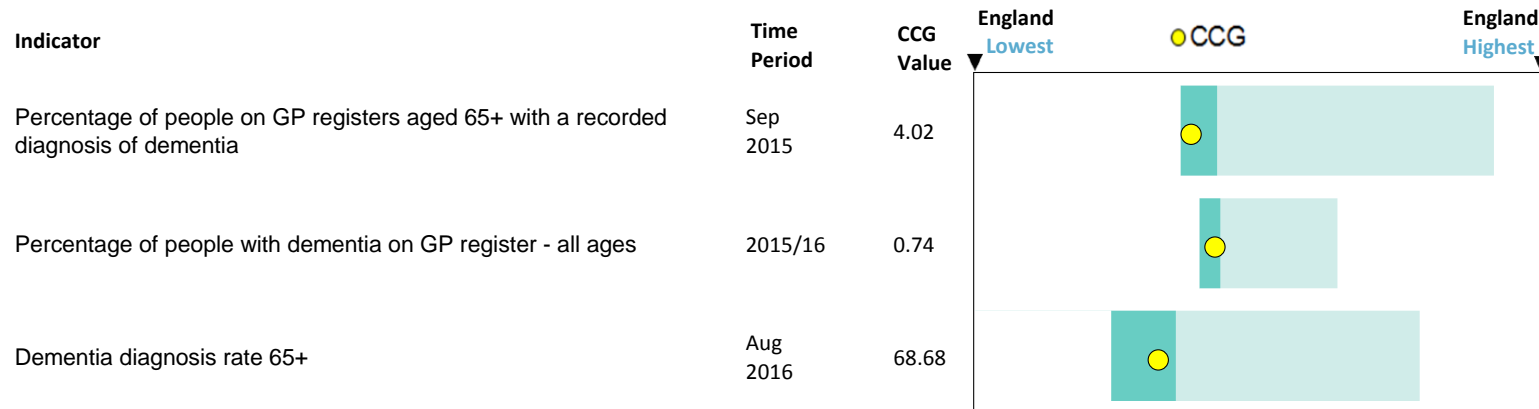 Indicator
Time
Period
CCG
Value
England
Lowest
CCG
England
Highest
Percentage of people on GP registers aged 65+ with a recorded
diagnosis of dementia
Sep
2015
4.02
Percentage of people with dementia on GP register - all ages
2015/16
0.74
Dementia diagnosis rate 65+
Aug
2016
68.68